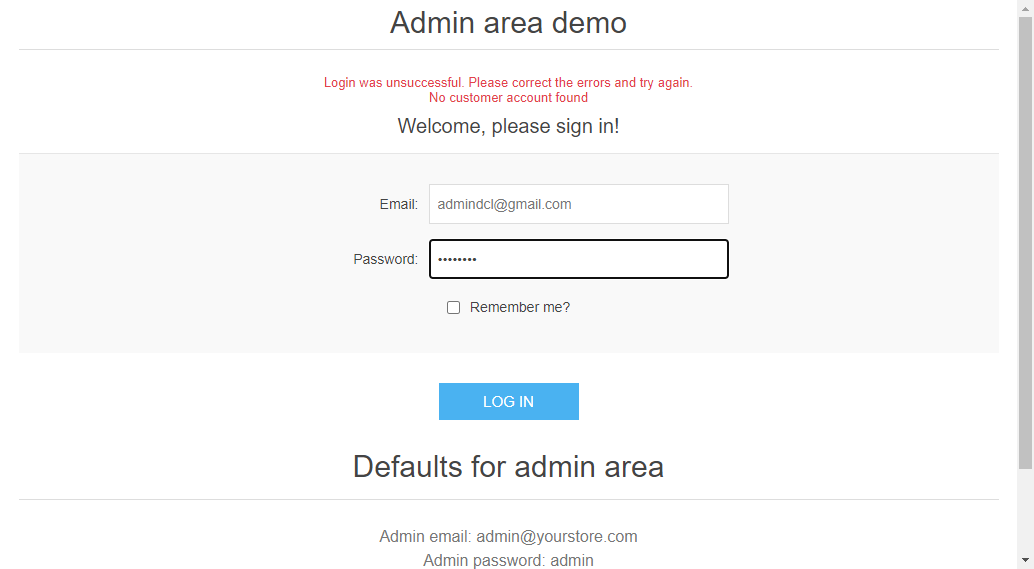 Admin area demo
Login was unsuccessful. Please correct the errors and try again.
No customer account found
Welcome, please sign in!
Email: admindcl@gmail.com
Password: ••••••••
Remember me?
LOG IN
Defaults for admin area
Admin email: admin@yourstore.com
Admin password: admin